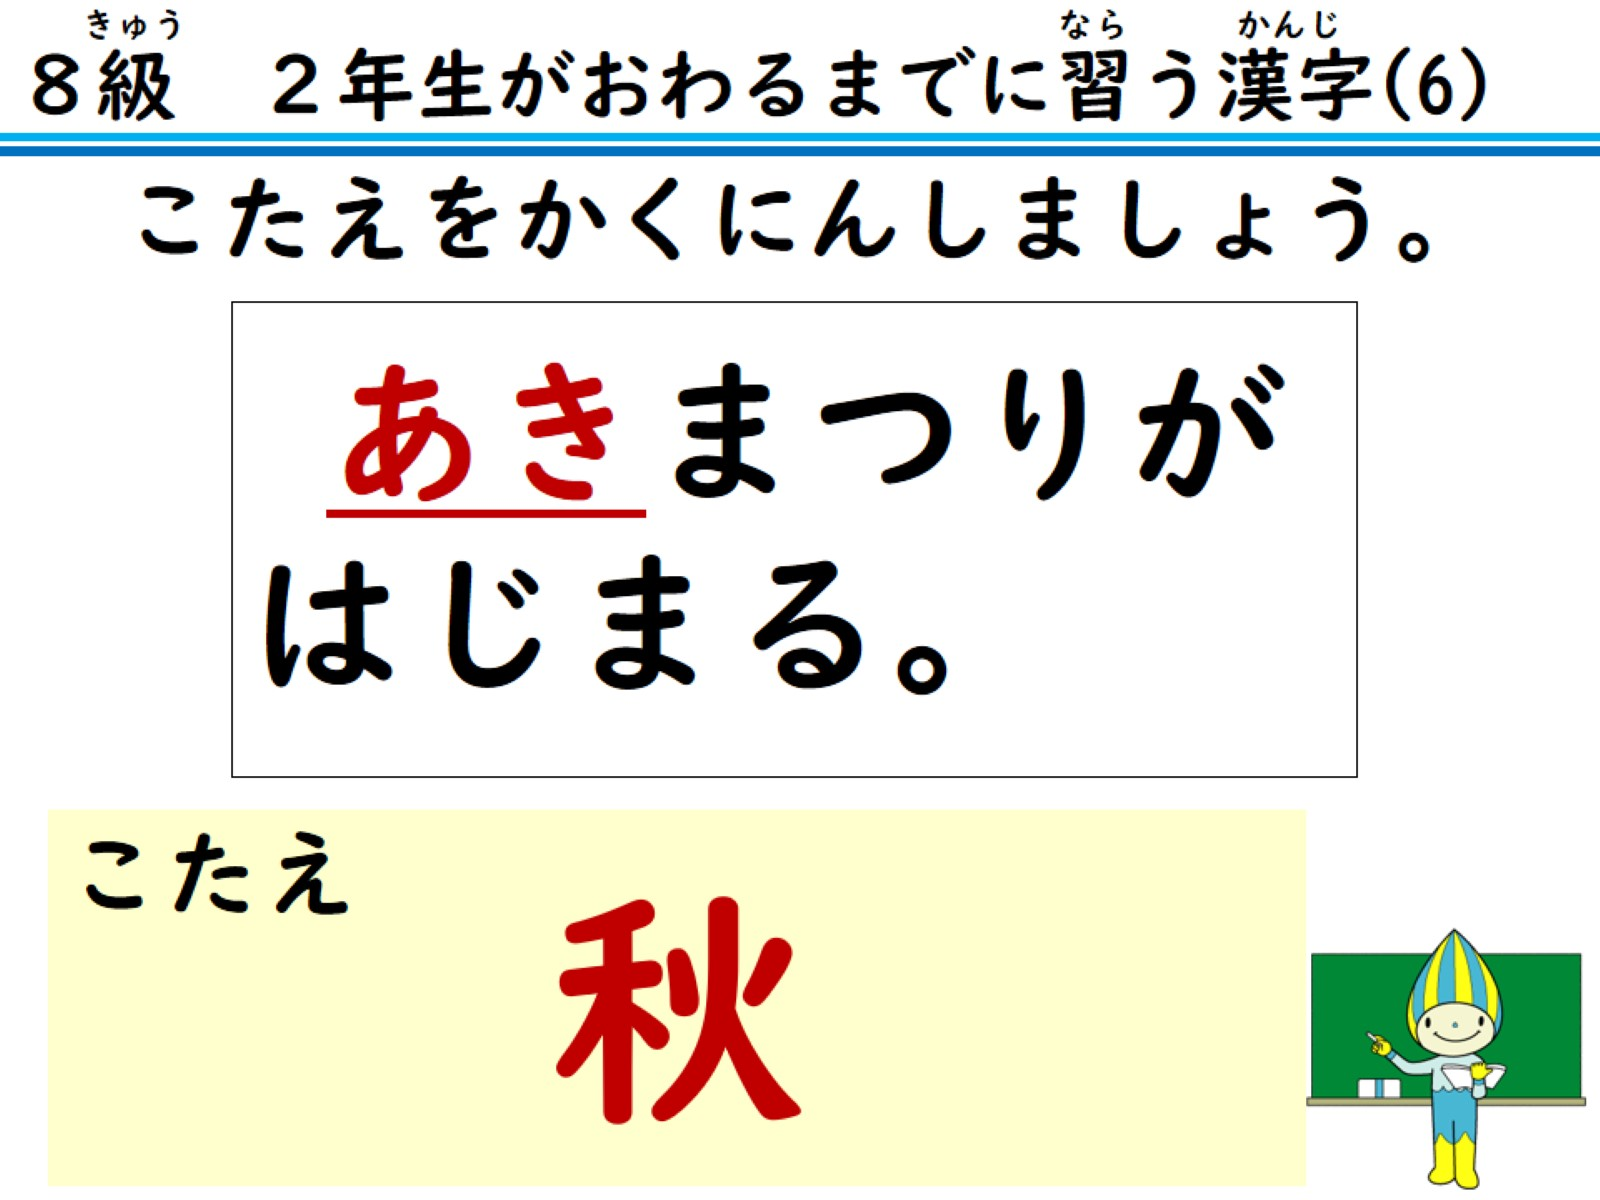 きゅう なら かんじ
８級　２年生がおわるまでに習う漢字(6)
こたえをかくにんしましょう。
あきまつりが
はじまる。
こたえ
秋